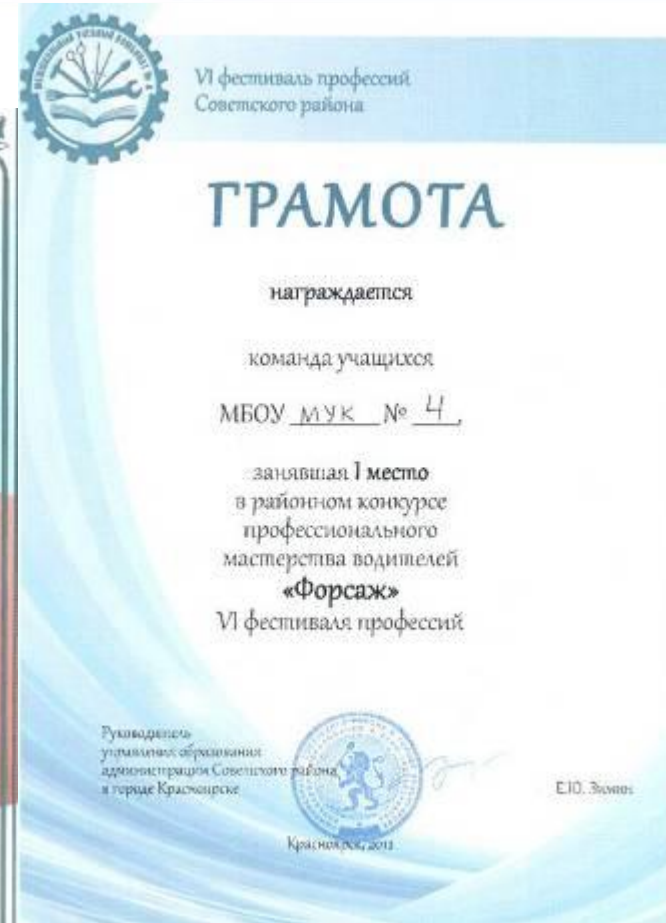 VI фестиваль профессий
Советского района
ГРАМОТА
награждается
команда учащихся
МБОУ МУК № 4,
занявшая I место
в районном конкурсе
профессионального
мастерства водителей
«Форсаж»
VI фестиваля профессий
Руководитель
управления образования
администрации Советского района
в городе Красноярске
Е.Ю.
Красноярск,